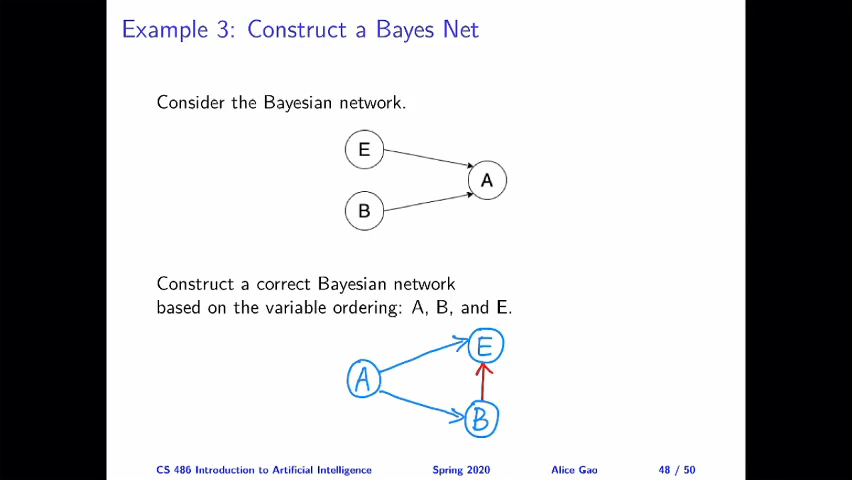 Example 3: Construct a Bayes Net
Consider the Bayesian network.
E
A
B
Construct a correct Bayesian network
based on the variable ordering: A, B, and E.
E
A
B
CS 486 Introduction to Artificial Intelligence Spring 2020 Alice Gao 48 / 50